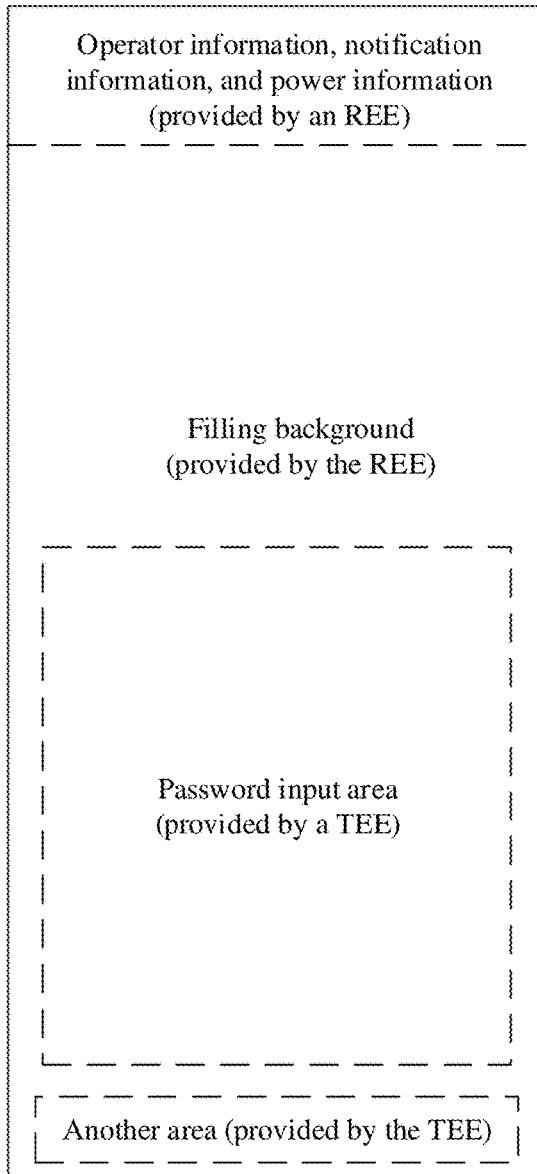 Operator information, notification
information, and power information
(provided by an REE)
Filling background
(provided by the REE)
Password input area
(provided by a TEE)
Another area (provided by the TEE)